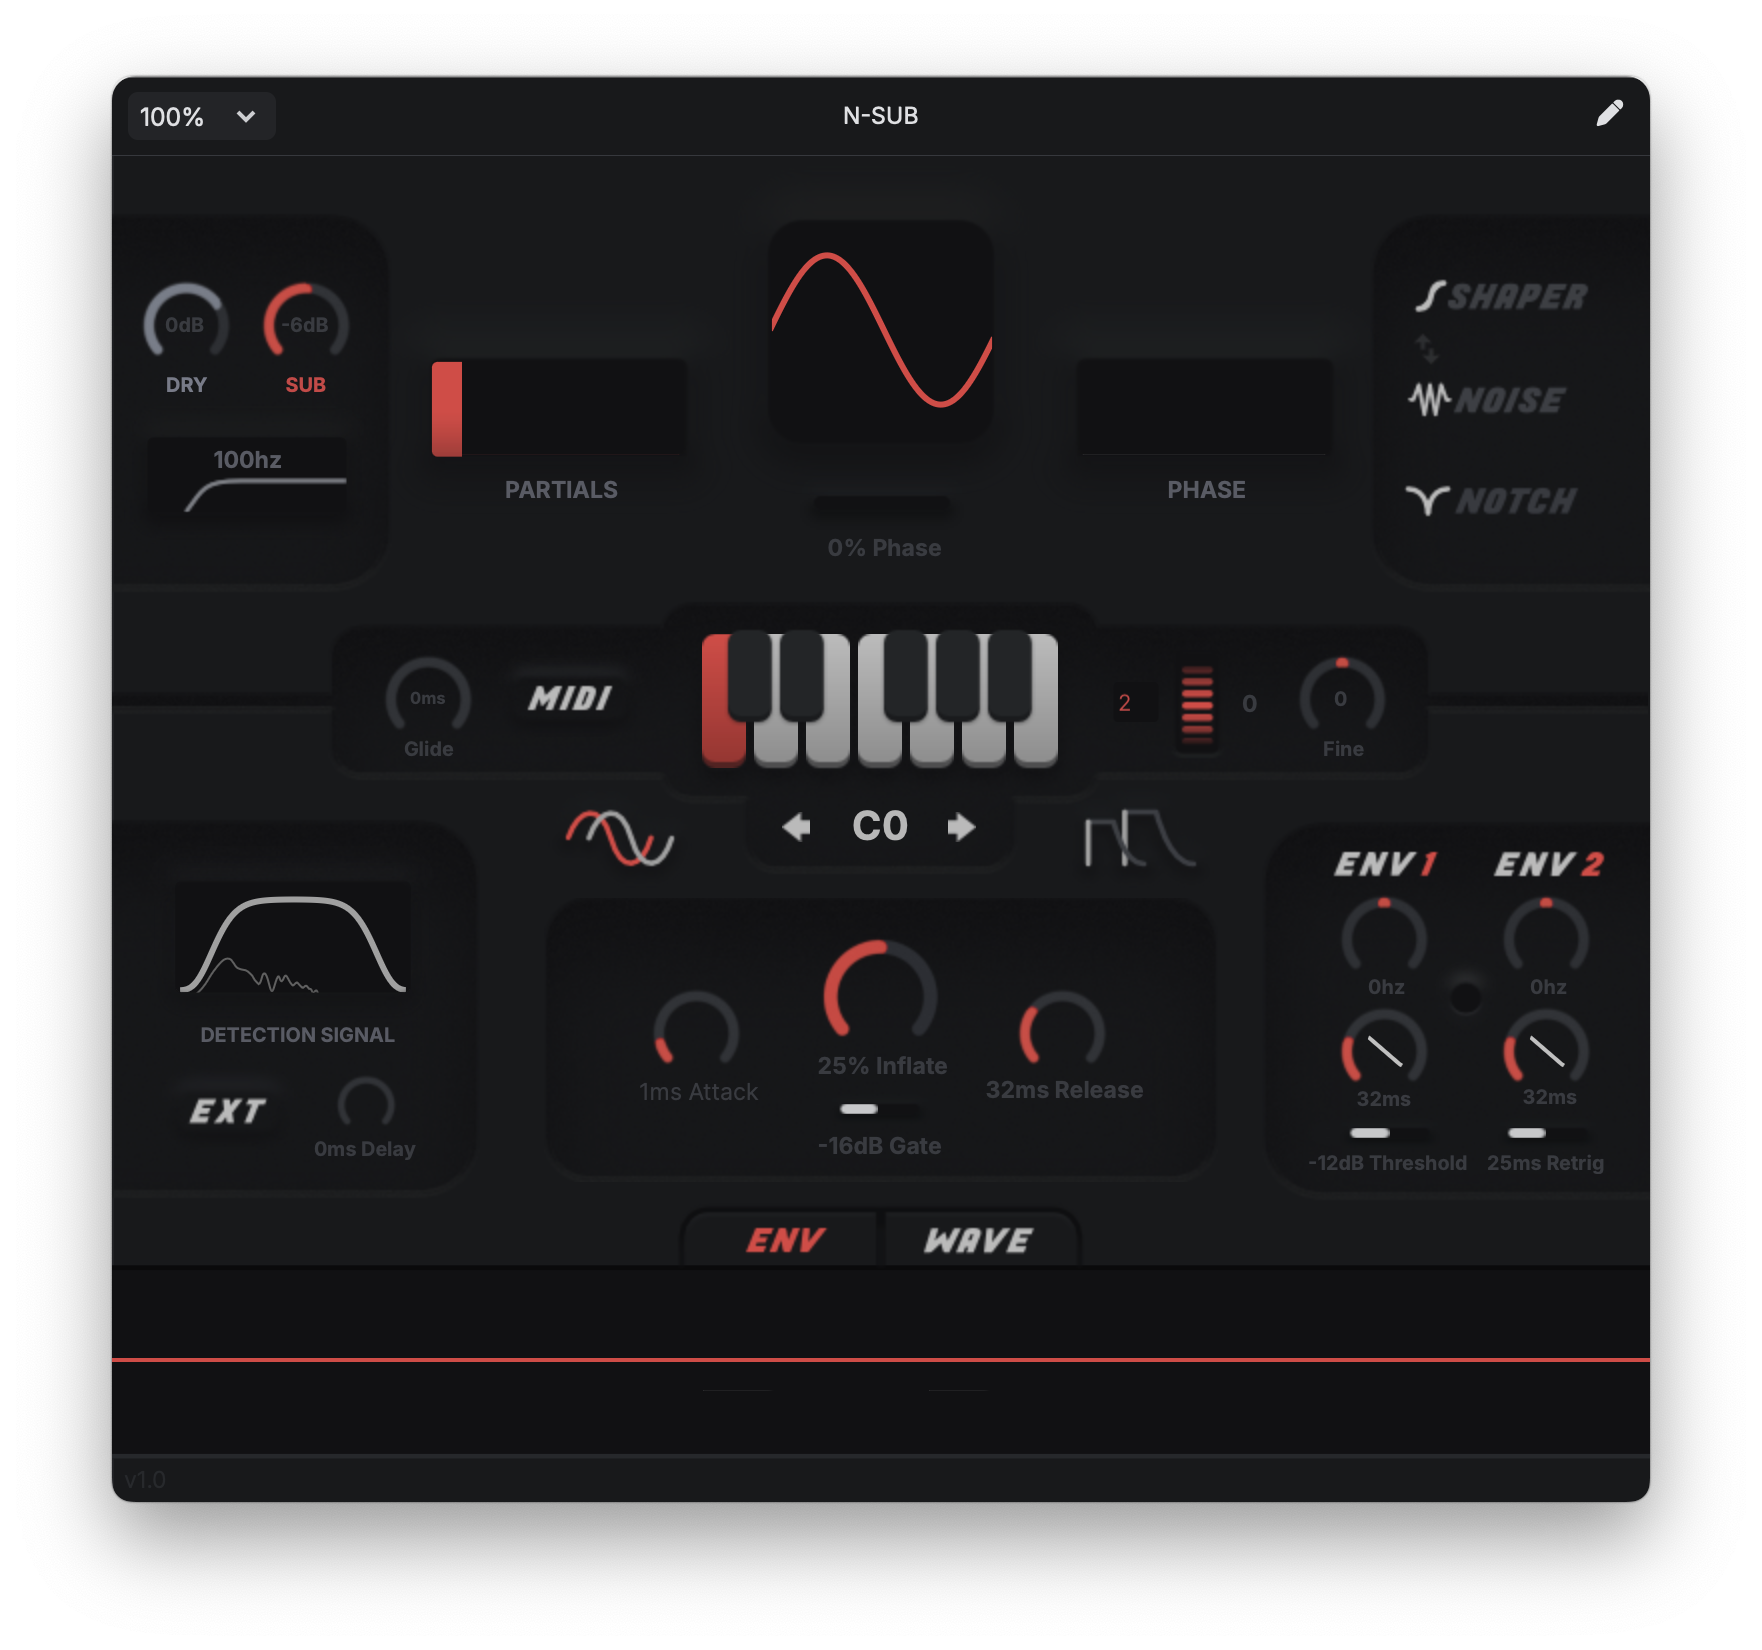 100%
N-SUB
0dB
-6dB
DRY
SUB
100hz
PARTIALS
0% Phase
PHASE
SHAPER
NOISE
NOTCH
0ms
Glide
MIDI
2
0
0
Fine
C0
DETECTION SIGNAL
EXT
0ms Delay
1ms Attack
25% Inflate
-16dB Gate
32ms Release
ENV 1
ENV 2
0hz
0hz
32ms
32ms
-12dB Threshold
25ms Retrig
ENV
WAVE
v1.0